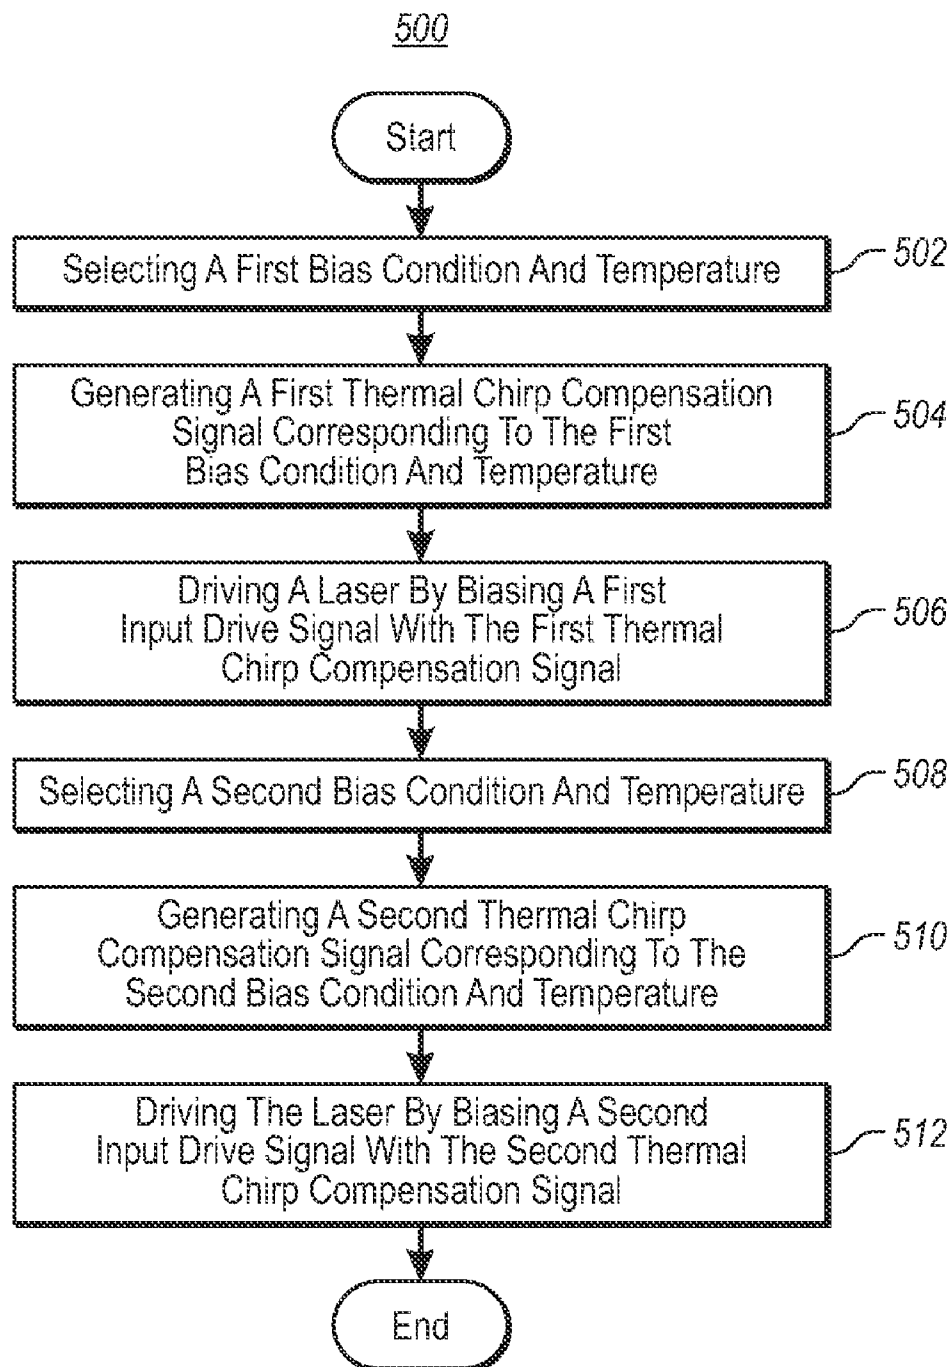 500
Start
Selecting A First Bias Condition And Temperature
502
Generating A First Thermal Chirp Compensation
Signal Corresponding To The First
Bias Condition And Temperature
504
Driving A Laser By Biasing A First
Input Drive Signal With The First Thermal
Chirp Compensation Signal
506
Selecting A Second Bias Condition And Temperature
508
Generating A Second Thermal Chirp
Compensation Signal Corresponding To The
Second Bias Condition And Temperature
510
Driving The Laser By Biasing A Second
Input Drive Signal With The Second Thermal
Chirp Compensation Signal
512
End